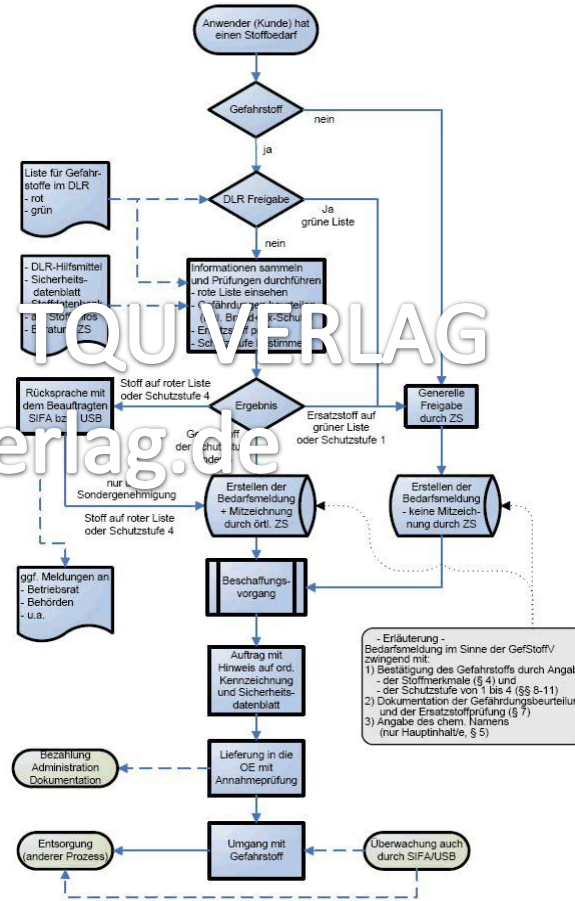 Anwender (Kunde) hat
einen Stoffbedarf
Gefahrstoff
nein
ja
Liste für Gefahr-
stoffe im DLR
- rot
- grün
DLR Freigabe
Ja
grüne Liste
nein
- DLR-Hilfsmittel
- Sicherheits-
datenblatt
Informationen sammeln
und Prüfungen durchführen
- rote Liste einsehen
TQU VERLAG
Rücksprache mit
dem Beauftragten
SIFA USB
Stoff auf roter Liste
oder Schutzstufe 4
Ergebnis
Ersatzstoff auf
grüner Liste
oder Schutzstufe 1
Generelle
Freigabe
durch ZS
erlag.de
nur
Sondergenehmigung
Stoff auf roter Liste
oder Schutzstufe 4
Erstellen der
Bedarfsmeldung
+ Mitzeichnung
durch örtl. ZS
Erstellen der
Bedarfsmeldung
- keine Mitzeich-
nung durch ZS
ggf. Meldungen an
- Betriebsrat
- Behörden
- u.a.
Beschaffungs-
vorgang
- Erläuterung -
Bedarfsmeldung im Sinne der GefStoffV
zwingend mit:
1) Bestätigung des Gefahrstoffs durch Angab
- der Stoffmerkmale (§ 4) und
- der Schutzstufe von 1 bis 4 (§§ 8-11)
2) Dokumentation der Gefährdungsbeurteilun
und der Ersatzstoffprüfung (§ 7)
3) Angabe des chem. Namens
(nur Hauptinhalt/e, § 5)
Auftrag mit
Hinweis auf ord.
Kennzeichnung
und Sicherheits-
datenblatt
Bezahlung
Administration
Dokumentation
Lieferung in die
OE mit
Annahmeprüfung
Entsorgung
(anderer Prozess)
Umgang mit
Gefahrstoff
Überwachung auch
durch SIFA/USB